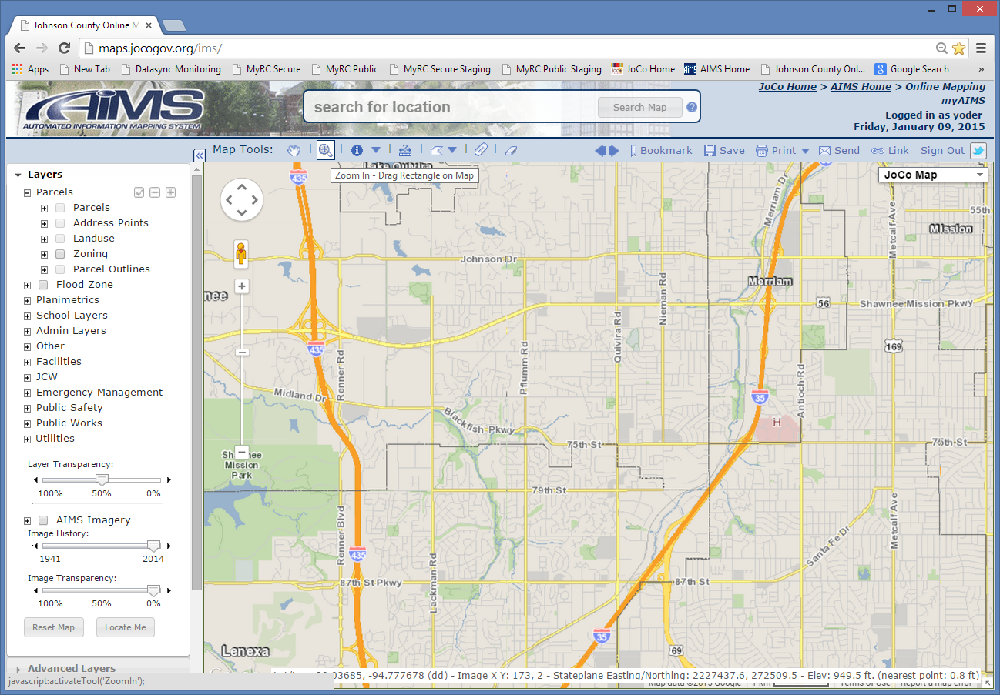 Johnson County Online M
maps.jocogov.org/ims/
Apps New Tab Datasync Monitoring MyRC Secure MyRC Public MyRC Secure Staging MyRC Public Staging JoCo Home AIMS Home Johnson County Onl... Google Search »
AIMS
AUTOMATED INFORMATION MAPPING SYSTEM
search for location
Search Map
?
JoCo Home > AIMS Home > Online Mapping
myAIMS
Logged in as yoder
Friday, January 09, 2015
Map Tools:
Bookmark Save Print Send Link Sign Out
Zoom In - Drag Rectangle on Map
JoCo Map
Layers
Parcels
Parcels
Address Points
Landuse
Zoning
Parcel Outlines
Flood Zone
Planimetrics
School Layers
Admin Layers
Other
Facilities
JCW
Emergency Management
Public Safety
Public Works
Utilities
Layer Transparency:
100% 50% 0%
AIMS Imagery
Image History:
1941 2014
Image Transparency:
100% 50% 0%
Reset Map Locate Me
Advanced Layers
javascript:activateTool('ZoomIn');
435
Merriam Dr
55th
Metcalf Ave
Mission
Johnson Dr
Merriam
nee
Nieman Rd
56
Shawnee Mission Pkwy
Quivira Rd
169
435
Renner Rd
Pflumm Rd
Antioch Rd
Midland Dr
35
Blackfish Pkwy
H
75th St
75th St
Mission
Park
79th St
Renner Blvd
Metcalf Ave
Santa Fe Dr
435
Lackman Rd
87th St Pkwy
87th St
35
69
Lenexa
-94.777678 (dd) - Image X Y: 173, 2 - Stateplane Easting/Northing: 2227437.6, 272509.5 - Elev: 949.5 ft. (nearest point: 0.8 ft)
Map data ©2015 Google 1 km Terms of Use Report a map error